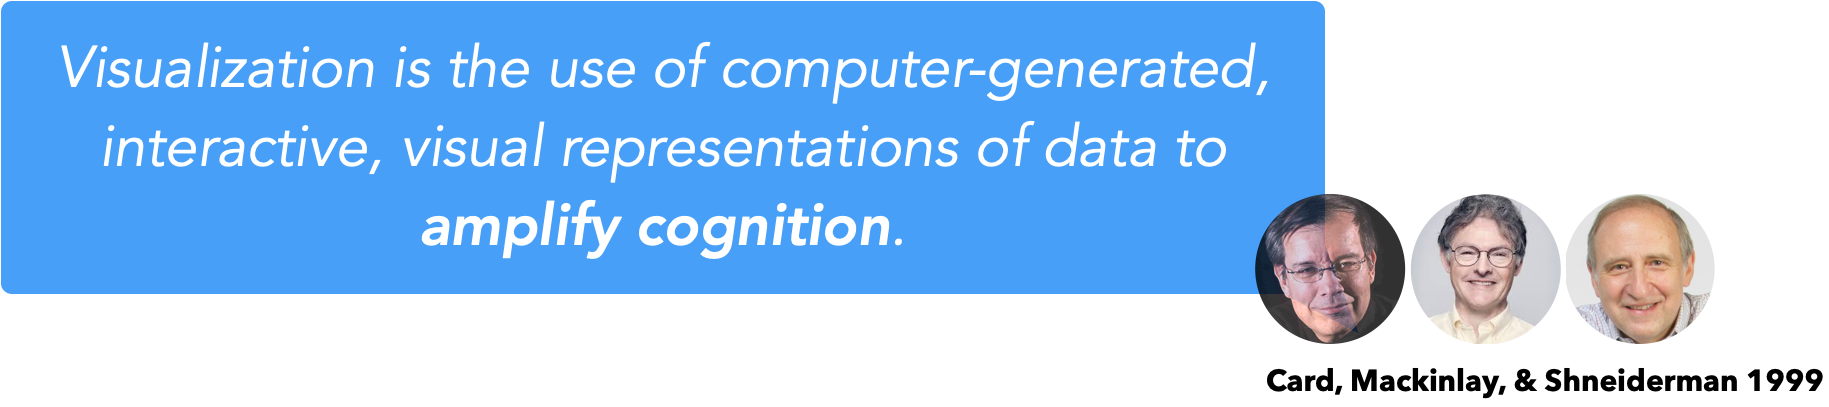 Visualization is the use of computer-generated,
interactive, visual representations of data to
amplify cognition.
Card, Mackinlay, & Shneiderman 1999